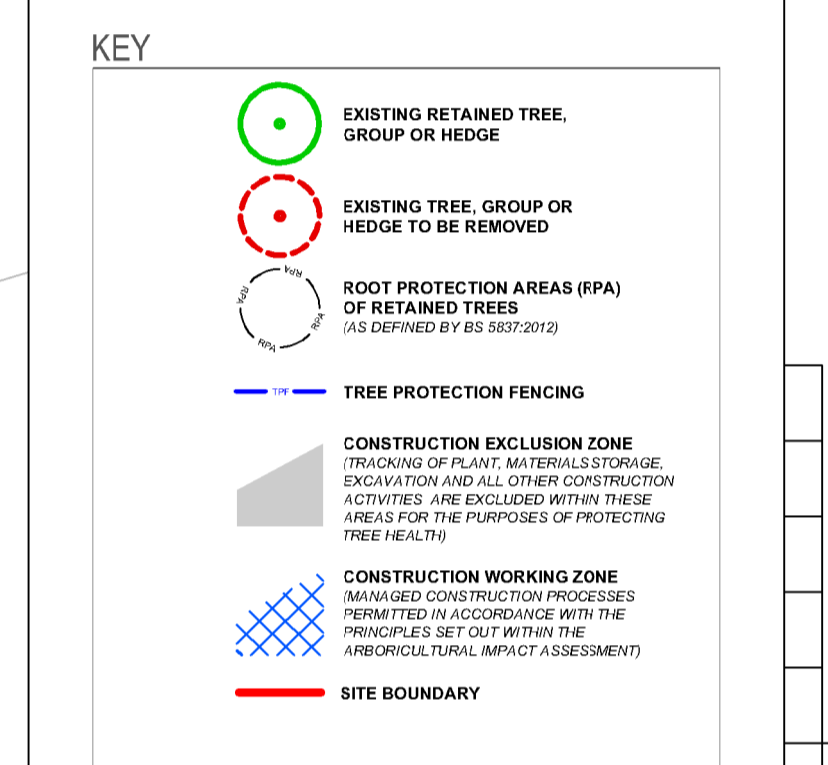 KEY
EXISTING RETAINED TREE,
GROUP OR HEDGE
EXISTING TREE, GROUP OR
HEDGE TO BE REMOVED
RPA
RPA
RPA
RPA
ROOT PROTECTION AREAS (RPA)
OF RETAINED TREES
(AS DEFINED BY BS 5837:2012)
TPF
TREE PROTECTION FENCING
CONSTRUCTION EXCLUSION ZONE
(TRACKING OF PLANT, MATERIALS STORAGE,
EXCAVATION AND ALL OTHER CONSTRUCTION
ACTIVITIES ARE EXCLUDED WITHIN THESE
AREAS FOR THE PURPOSES OF PROTECTING
TREE HEALTH)
CONSTRUCTION WORKING ZONE
(MANAGED CONSTRUCTION PROCESSES
PERMITTED IN ACCORDANCE WITH THE
PRINCIPLES SET OUT WITHIN THE
ARBORICULTURAL IMPACT ASSESSMENT)
SITE BOUNDARY